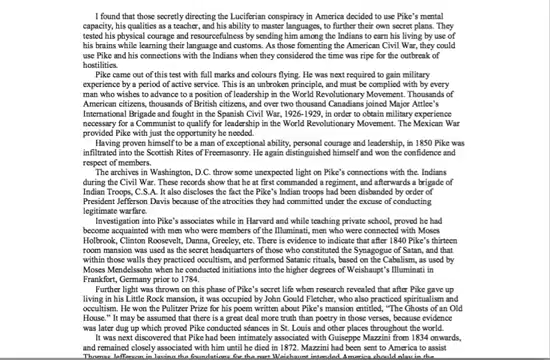 I found that those secretly directing the Luciferian conspiracy in America decided to use Pike's mental
capacity, his qualities as a teacher, and his ability to master languages, to further their own secret plans. They
tested his physical courage and resourcefulness by sending him among the Indians to earn his living by use of
his brains while learning their language and customs. As those fomenting the American Civil War, they could
use Pike and his connections with the Indians when they considered the time was ripe for the outbreak of
hostilities.
Pike came out of this test with full marks and colours flying. He was next required to gain military
experience by a period of active service. This is an unbroken principle, and must be complied with by every
man who wishes to advance to a position of leadership in the World Revolutionary Movement. Thousands of
American citizens, thousands of British citizens, and over two thousand Canadians joined Major Attlee's
International Brigade and fought in the Spanish Civil War, 1926-1929, in order to obtain military experience
necessary for a Communist to qualify for leadership in the World Revolutionary Movement. The Mexican War
provided Pike with just the opportunity he needed.
Having proven himself to be a man of exceptional ability, personal courage and leadership, in 1850 Pike was
infiltrated into the Scottish Rites of Freemasonry. He again distinguished himself and won the confidence and
respect of members.
The archives in Washington, D.C. throw some unexpected light on Pike's connections with the. Indians
during the Civil War. These records show that he at first commanded a regiment, and afterwards a brigade of
Indian Troops, C.S.A. It also discloses the fact the Pike's Indian troops had been disbanded by order of
President Jefferson Davis because of the atrocities they had committed under the excuse of conducting
legitimate warfare.
Investigation into Pike's associates while in Harvard and while teaching private school, proved he had
become acquainted with men who were members of the Illuminati, men who were connected with Moses
Holbrook, Clinton Roosevelt, Danna, Greeley, etc. There is evidence to indicate that after 1840 Pike's thirteen
room mansion was used as the secret headquarters of those who constituted the Synagogue of Satan, and that
within those walls they practiced occultism, and performed Satanic rituals, based on the Cabalism, as used by
Moses Mendelssohn when he conducted initiations into the higher degrees of Weishaupt's Illuminati in
Frankfort, Germany prior to 1784.
Further light was thrown on this phase of Pike's secret life when research revealed that after Pike gave up
living in his Little Rock mansion, it was occupied by John Gould Fletcher, who also practiced spiritualism and
occultism. He won the Pulitzer Prize for his poem written about Pike's mansion entitled, "The Ghosts of an Old
House." It may be assumed that there is a great deal more truth than poetry in those verses, because evidence
was later dug up which proved Pike conducted séances in St. Louis and other places throughout the world.
It was next discovered that Pike had been intimately associated with Guiseppe Mazzini from 1834 onwards,
and remained closely associated with him until he died in 1872. Mazzini had been sent to America to assist
Thomas Jefferson in laying the foundations for the part Weishaupt intended America should play in the